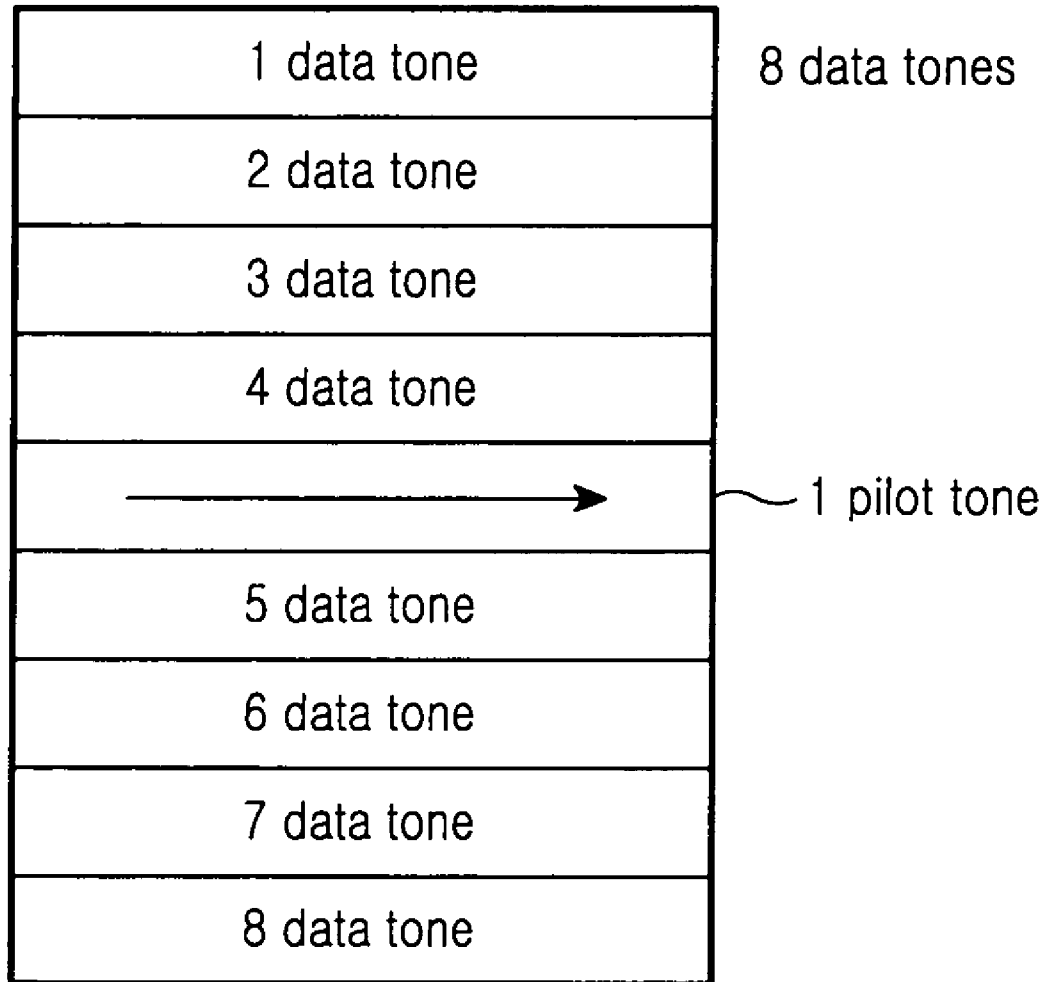 1 data tone
8 data tones
2 data tone
3 data tone
4 data tone
1 pilot tone
5 data tone
6 data tone
7 data tone
8 data tone